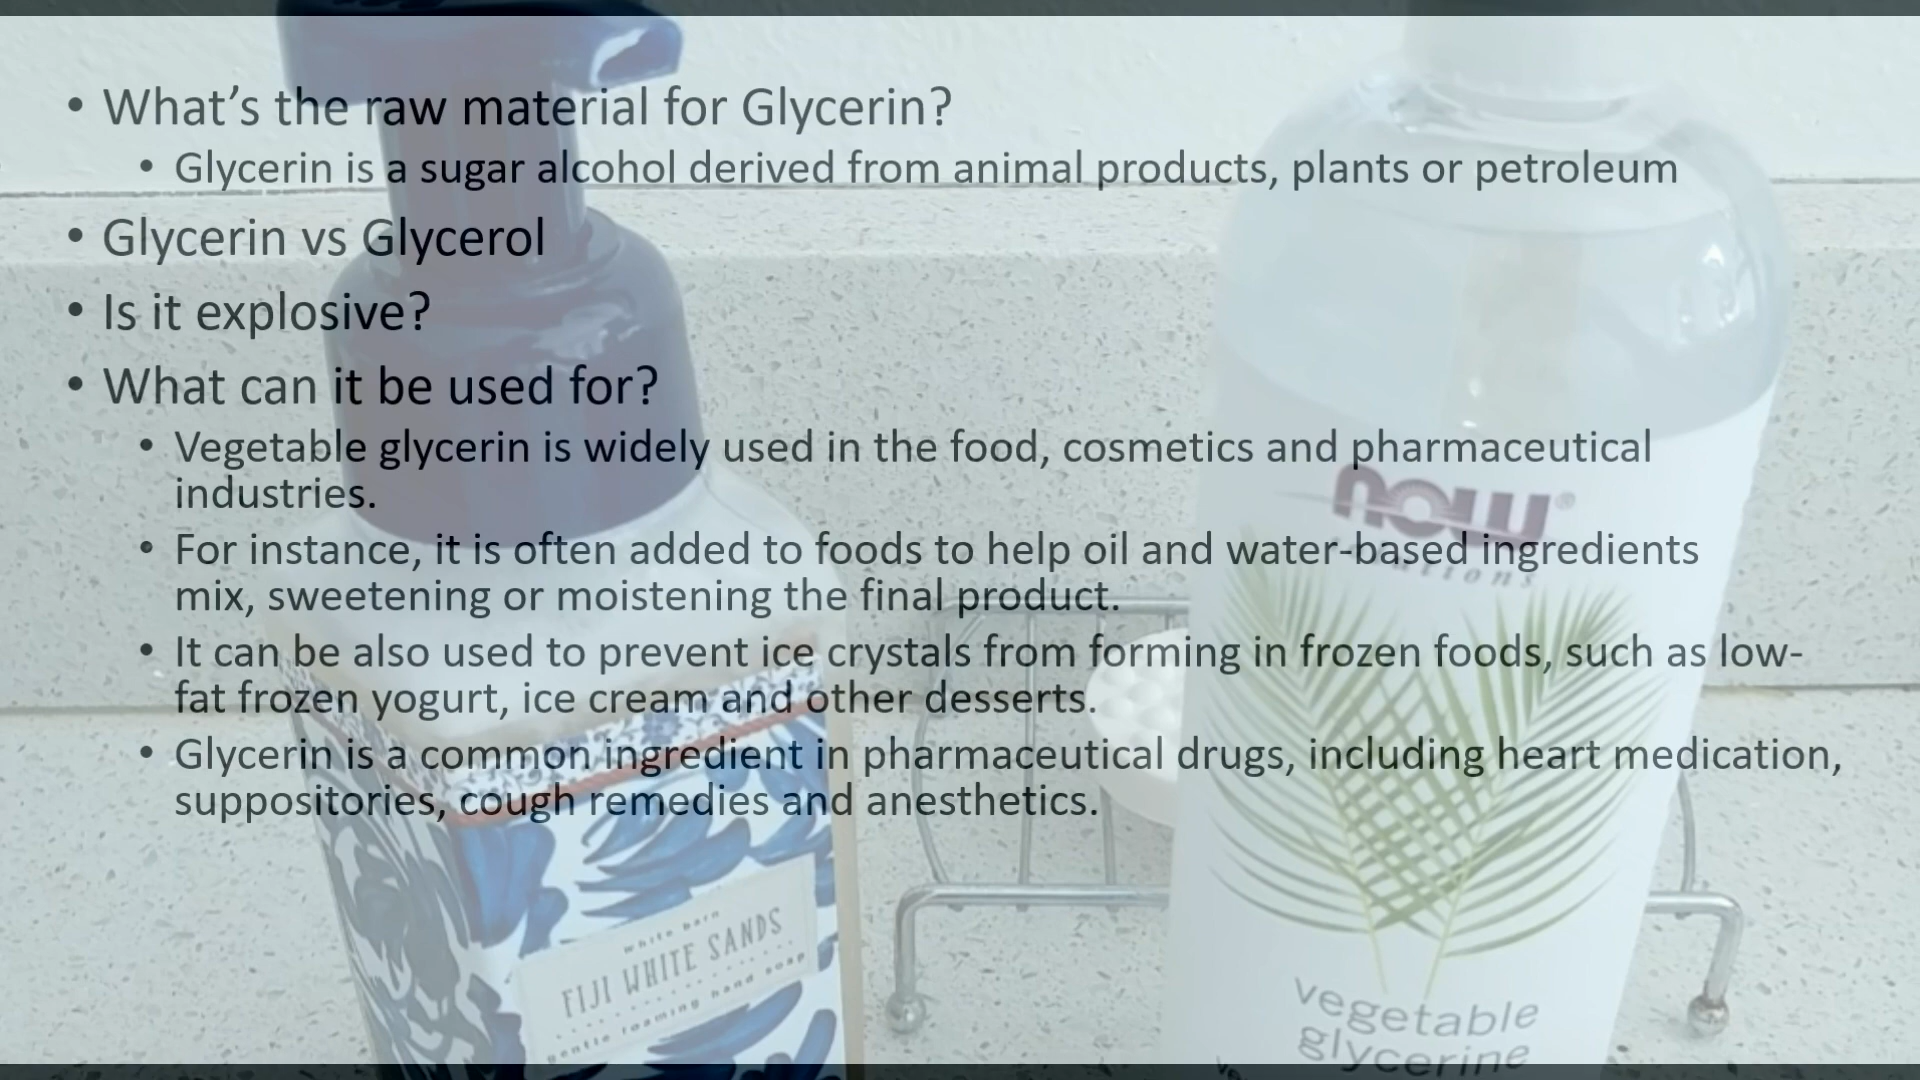 • What’s the raw material for Glycerin?
• Glycerin is a sugar alcohol derived from animal products, plants or petroleum
• Glycerin vs Glycerol
• Is it explosive?
• What can it be used for?
• Vegetable glycerin is widely used in the food, cosmetics and pharmaceutical
industries.
• For instance, it is often added to foods to help oil and water-based ingredients
mix, sweetening or moistening the final product.
• It can be also used to prevent ice crystals from forming in frozen foods, such as low-
fat frozen yogurt, ice cream and other desserts.
• Glycerin is a common ingredient in pharmaceutical drugs, including heart medication,
suppositories, cough remedies and anesthetics.
now®
white barn
FIJI WHITE SANDS
gentle foaming hand soap
vegetable
glycerine